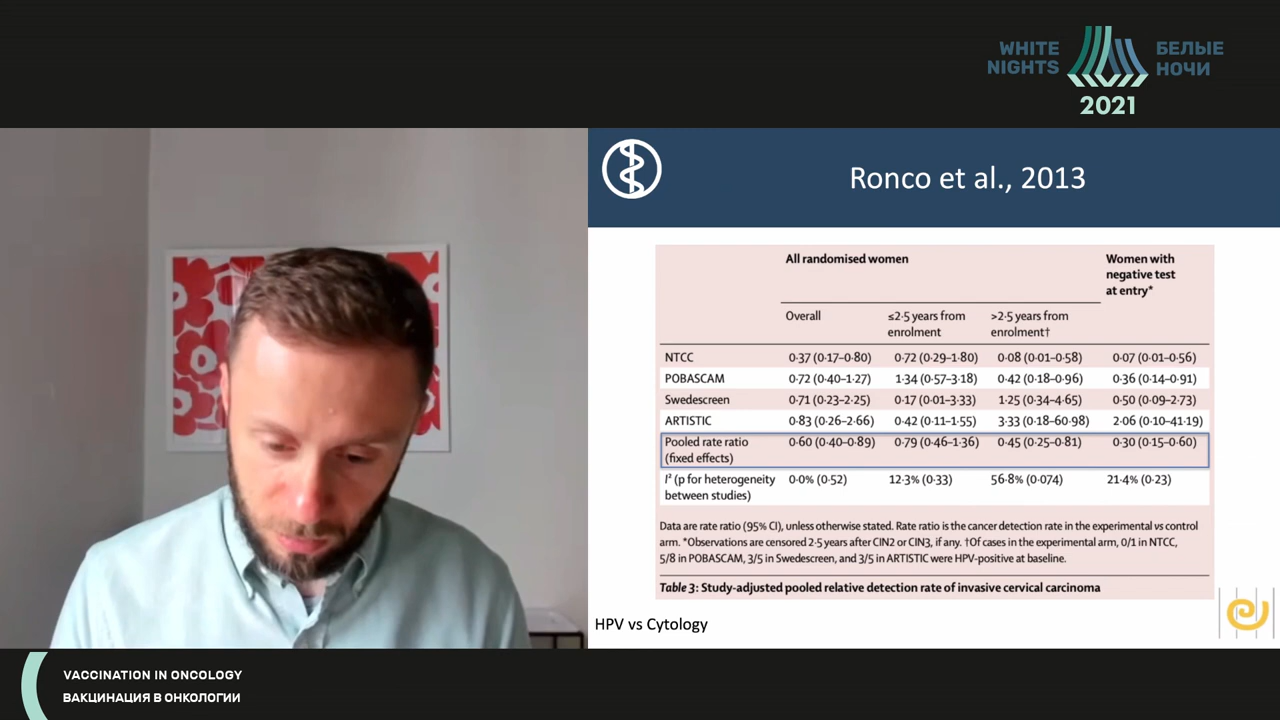 WHITE
NIGHTS
БЕЛЫЕ
НОЧИ
2021
Ronco et al., 2013
All randomised women
Women with
negative test
at entry*
Overall
≤2·5 years from
enrolment
>2·5 years from
enrolment†
NTCC 0·37 (0·17–0·80) 0·72 (0·29–1·80) 0·08 (0·01–0·58) 0·07 (0·01–0·56)
POBASCAM 0·72 (0·40–1·27) 1·34 (0·57–3·18) 0·42 (0·18–0·96) 0·36 (0·14–0·91)
Swedescreen 0·71 (0·23–2·25) 0·17 (0·01–3·33) 1·25 (0·34–4·65) 0·50 (0·09–2·73)
ARTISTIC 0·83 (0·26–2·66) 0·42 (0·11–1·55) 3·33 (0·18–60·98) 2·06 (0·10–41·19)
Pooled rate ratio 0·60 (0·40–0·89) 0·79 (0·46–1·36) 0·45 (0·25–0·81) 0·30 (0·15–0·60)
(fixed effects)
I² (p for heterogeneity 0·0% (0·52) 12·3% (0·33) 56·8% (0·074) 21·4% (0·23)
between studies)
Data are rate ratio (95% CI), unless otherwise stated. Rate ratio is the cancer detection rate in the experimental vs control
arm. *Observations are censored 2·5 years after CIN2 or CIN3, if any. †Of cases in the experimental arm, 0/1 in NTCC,
5/8 in POBASCAM, 3/5 in Swedescreen, and 3/5 in ARTISTIC were HPV-positive at baseline.
Table 3: Study-adjusted pooled relative detection rate of invasive cervical carcinoma
HPV vs Cytology
VACCINATION IN ONCOLOGY
ВАКЦИНАЦИЯ В ОНКОЛОГИИ